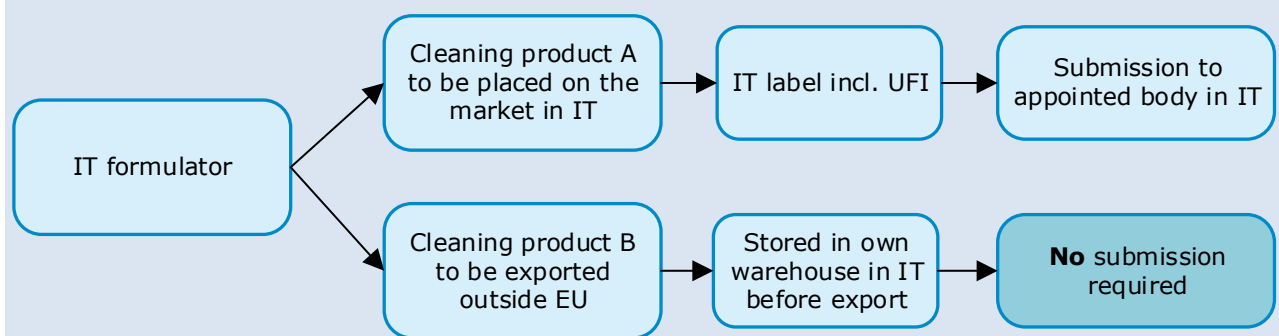 IT formulator
Cleaning product A
to be placed on the
market in IT
IT label incl. UFI
Submission to
appointed body in IT
Cleaning product B
to be exported
outside EU
Stored in own
warehouse in IT
before export
No submission
required